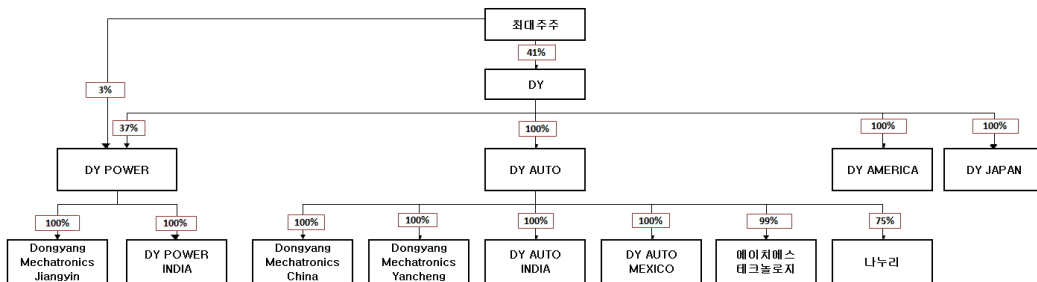 최대주주
41%
DY
3%
37%
100%
100%
100%
DY POWER
DY AUTO
DY AMERICA
DY JAPAN
100%
100%
100%
100%
100%
100%
99%
75%
Dongyang
Mechatronics
Jiangyin
DY POWER
INDIA
Dongyang
Mechatronics
China
Dongyang
Mechatronics
Yancheng
DY AUTO
INDIA
DY AUTO
MEXICO
에이치에스
테크놀로지
나누리